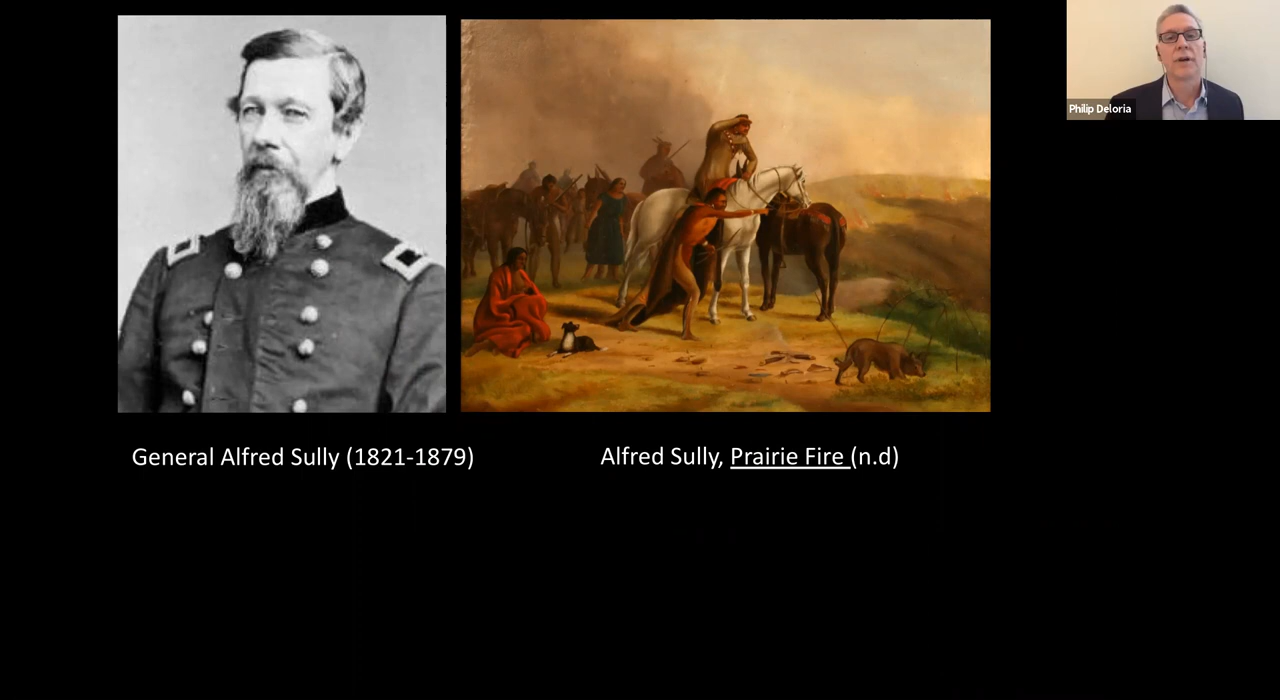 Philip Deloria
General Alfred Sully (1821-1879)
Alfred Sully, Prairie Fire (n.d)